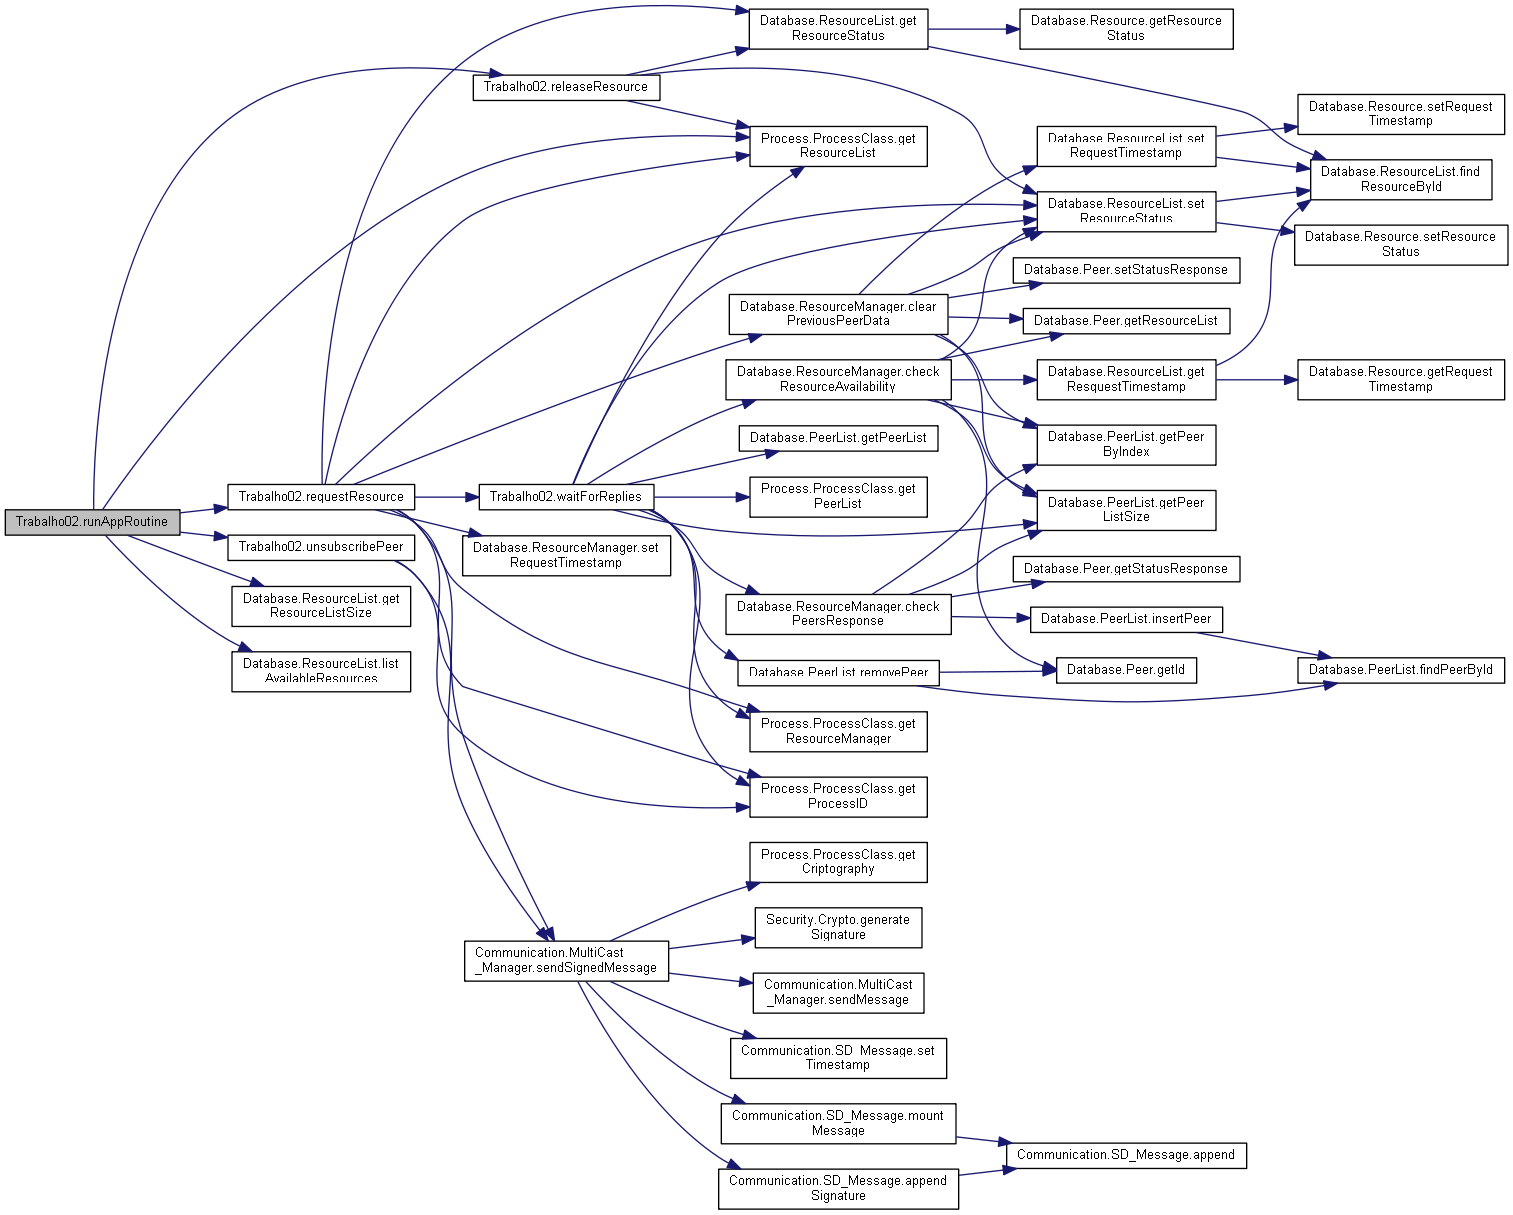 Database.ResourceList.get
ResourceStatus
Database.Resource.getResource
Status
Trabalho02.releaseResource
Database.Resource.setRequest
Timestamp
Process.ProcessClass.get
ResourceList
Database.ResourceList.set
RequestTimestamp
Database.ResourceList.find
ResourceById
Database.ResourceList.set
ResourceStatus
Database.Resource.setResource
Status
Database.Peer.setStatusResponse
Database.ResourceManager.clear
PreviousPeerData
Database.Peer.getResourceList
Database.ResourceManager.check
ResourceAvailability
Database.ResourceList.get
ResquestTimestamp
Database.Resource.getRequest
Timestamp
Database.PeerList.getPeerList
Database.PeerList.getPeer
ByIndex
Trabalho02.requestResource
Trabalho02.waitForReplies
Process.ProcessClass.get
PeerList
Database.PeerList.getPeer
ListSize
Trabalho02.runAppRoutine
Trabalho02.unsubscribePeer
Database.ResourceManager.set
RequestTimestamp
Database.Peer.getStatusResponse
Database.ResourceList.get
ResourceListSize
Database.ResourceManager.check
PeersResponse
Database.PeerList.insertPeer
Database.ResourceList.list
AvailableResources
Database.PeerList.removePeer
Database.Peer.getId
Database.PeerList.findPeerById
Process.ProcessClass.get
ResourceManager
Process.ProcessClass.get
ProcessID
Process.ProcessClass.get
Criptography
Security.Crypto.generate
Signature
Communication.MultiCast
_Manager.sendSignedMessage
Communication.MultiCast
_Manager.sendMessage
Communication.SD_Message.set
Timestamp
Communication.SD_Message.mount
Message
Communication.SD_Message.append
Communication.SD_Message.append
Signature